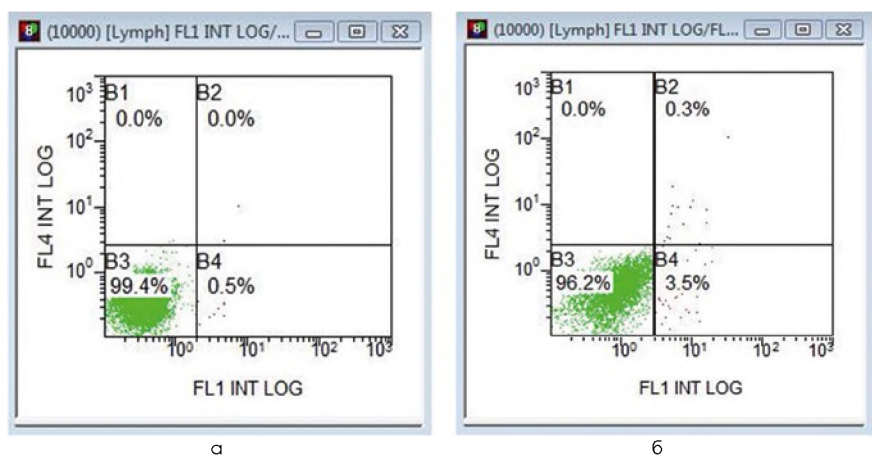 (10000) [Lymph] FL1 INT LOG/...
B1
0.0%
B2
0.0%
B3
99.4%
B4
0.5%
10³
10²
10¹
10⁰
FL4 INT LOG
10⁰
10¹
10²
10³
FL1 INT LOG
а
(10000) [Lymph] FL1 INT LOG/FL...
B1
0.0%
B2
0.3%
B3
96.2%
B4
3.5%
10³
10²
10¹
10⁰
FL4 INT LOG
10⁰
10¹
10²
10³
FL1 INT LOG
б